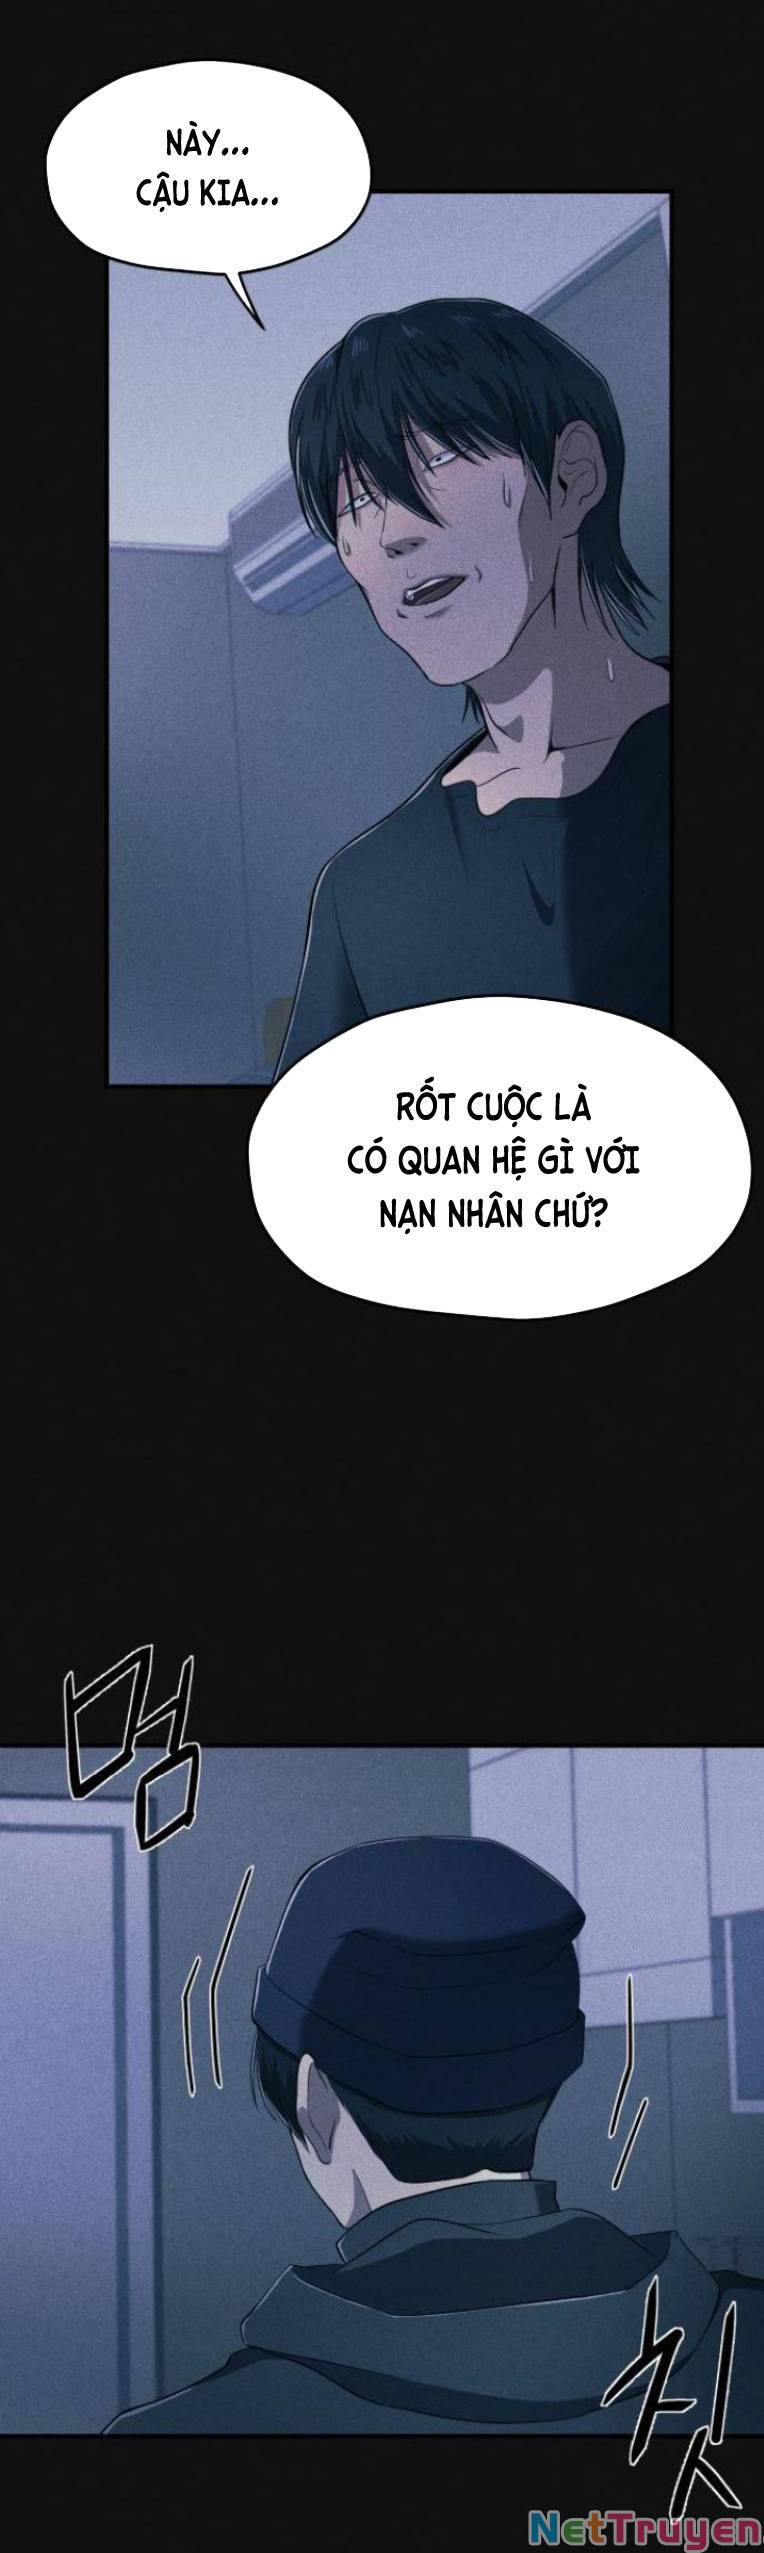 NÀY...
CẬU KIA...
RỐT CUỘC LÀ
CÓ QUAN HỆ GÌ VỚI
NẠN NHÂN CHỨ?
멈
칫
NetTruyen